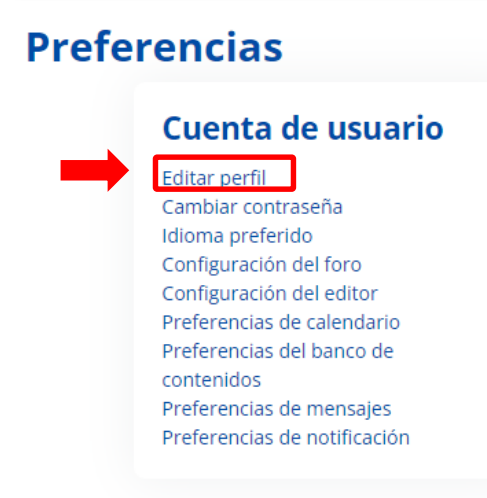 Preferencias
Cuenta de usuario
Editar perfil
Cambiar contraseña
Idioma preferido
Configuración del foro
Configuración del editor
Preferencias de calendario
Preferencias del banco de
contenidos
Preferencias de mensajes
Preferencias de notificación